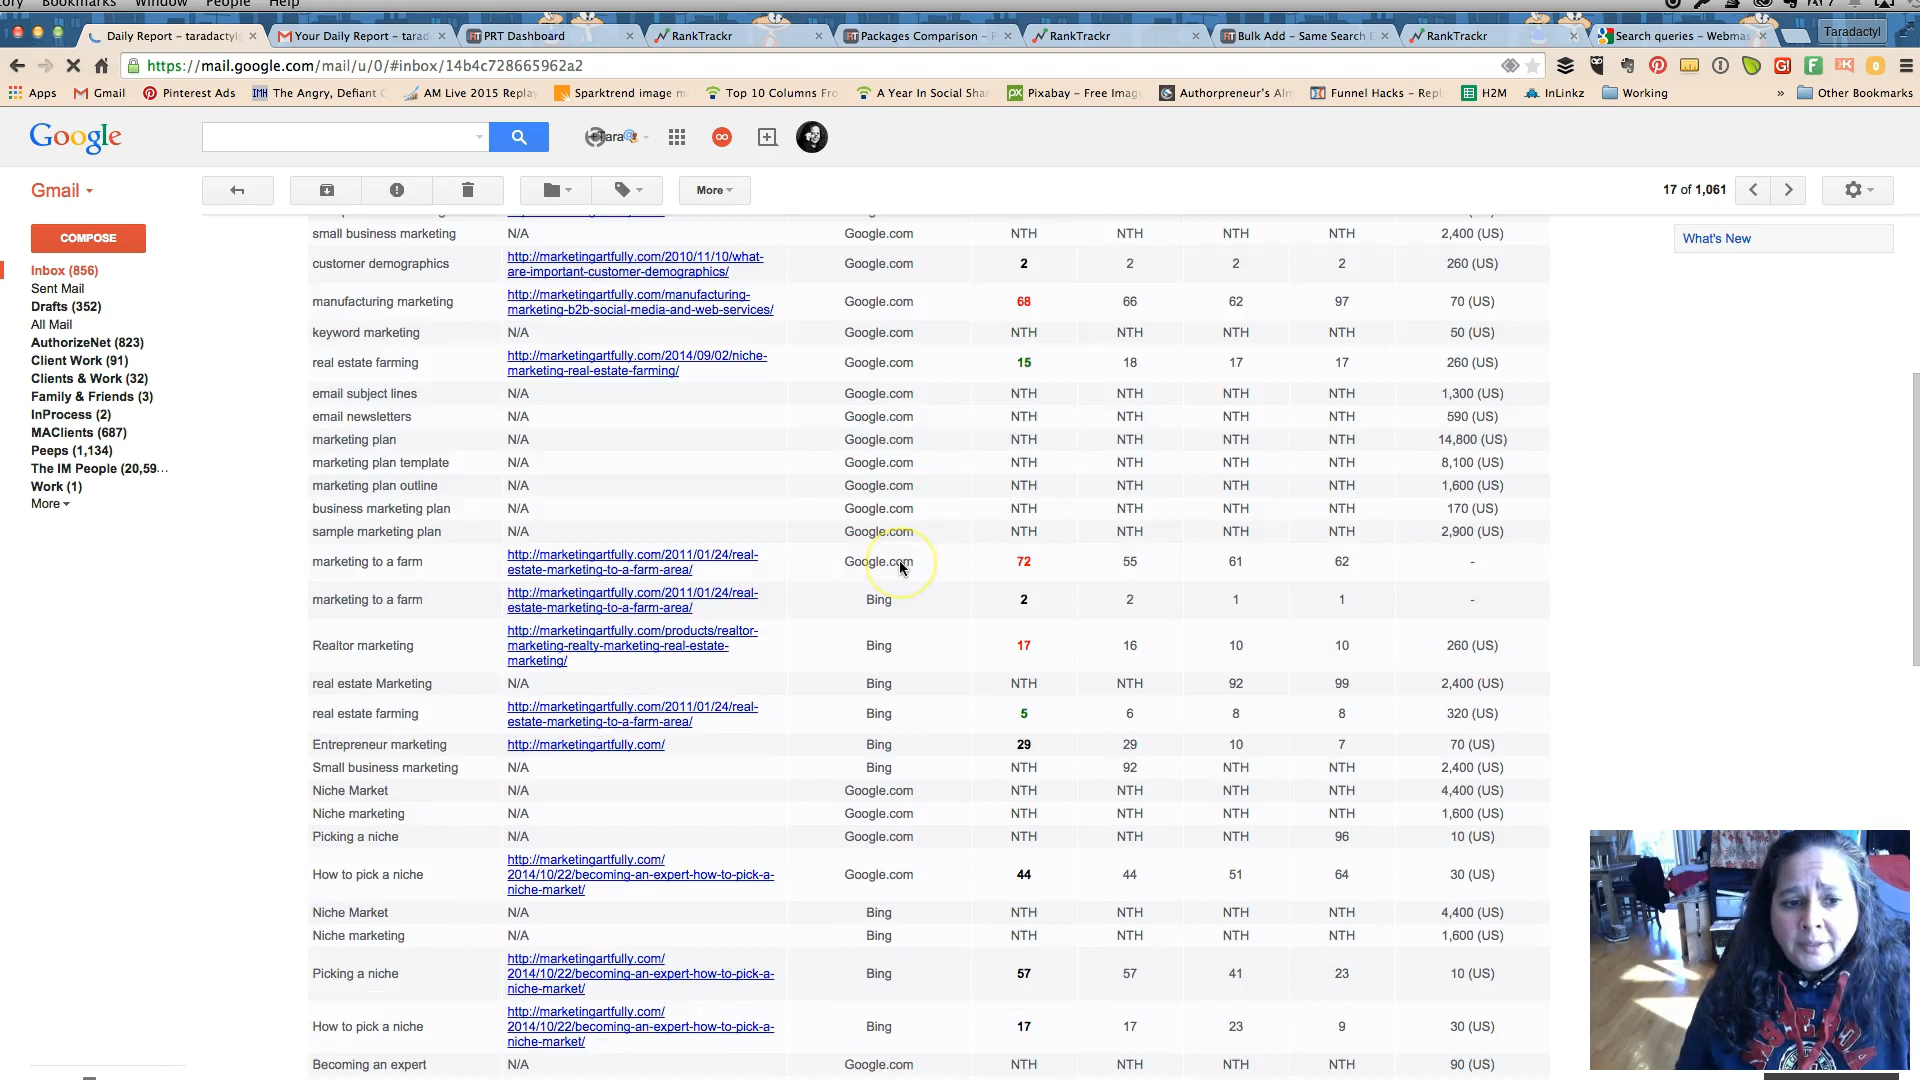 Bookmarks Window People Help
Daily Report – taradactyl
Your Daily Report – tarad
PRT Dashboard
RankTrackr
Packages Comparison – P
RankTrackr
Bulk Add – Same Search E
RankTrackr
Search queries – Webmas
Taradactyl
https://mail.google.com/mail/u/0/#inbox/14b4c728665962a2
Apps
Gmail
Pinterest Ads
The Angry, Defiant C
AM Live 2015 Replay
Sparktrend image m
Top 10 Columns Fro
A Year In Social Sha
Pixabay – Free Imag
Authorpreneur's Alm
Funnel Hacks – Repl
H2M
InLinkz
Working
»
Other Bookmarks
Google
+Tara@
Gmail
More
17 of 1,061
COMPOSE
Inbox (856)
Sent Mail
Drafts (352)
All Mail
AuthorizeNet (823)
Client Work (91)
Clients & Work (32)
Family & Friends (3)
InProcess (2)
MAClients (687)
Peeps (1,134)
The IM People (20,59...
Work (1)
More
What's New
small business marketing N/A Google.com NTH NTH NTH NTH 2,400 (US)
customer demographics http://marketingartfully.com/2010/11/10/what-
are-important-customer-demographics/ Google.com 2 2 2 2 260 (US)
manufacturing marketing http://marketingartfully.com/manufacturing-
marketing-b2b-social-media-and-web-services/ Google.com 68 66 62 97 70 (US)
keyword marketing N/A Google.com NTH NTH NTH NTH 50 (US)
real estate farming http://marketingartfully.com/2014/09/02/niche-
marketing-real-estate-farming/ Google.com 15 18 17 17 260 (US)
email subject lines N/A Google.com NTH NTH NTH NTH 1,300 (US)
email newsletters N/A Google.com NTH NTH NTH NTH 590 (US)
marketing plan N/A Google.com NTH NTH NTH NTH 14,800 (US)
marketing plan template N/A Google.com NTH NTH NTH NTH 8,100 (US)
marketing plan outline N/A Google.com NTH NTH NTH NTH 1,600 (US)
business marketing plan N/A Google.com NTH NTH NTH NTH 170 (US)
sample marketing plan N/A Google.com NTH NTH NTH NTH 2,900 (US)
marketing to a farm http://marketingartfully.com/2011/01/24/real-
estate-marketing-to-a-farm-area/ Google.com 72 55 61 62 -
marketing to a farm http://marketingartfully.com/2011/01/24/real-
estate-marketing-to-a-farm-area/ Bing 2 2 1 1 -
Realtor marketing http://marketingartfully.com/products/realtor-
marketing-realty-marketing-real-estate-
marketing/ Bing 17 16 10 10 260 (US)
real estate Marketing N/A Bing NTH NTH 92 99 2,400 (US)
real estate farming http://marketingartfully.com/2011/01/24/real-
estate-marketing-to-a-farm-area/ Bing 5 6 8 8 320 (US)
Entrepreneur marketing http://marketingartfully.com/ Bing 29 29 10 7 70 (US)
Small business marketing N/A Bing NTH 92 NTH NTH 2,400 (US)
Niche Market N/A Google.com NTH NTH NTH NTH 4,400 (US)
Niche marketing N/A Google.com NTH NTH NTH NTH 1,600 (US)
Picking a niche N/A Google.com NTH NTH NTH 96 10 (US)
How to pick a niche http://marketingartfully.com/
2014/10/22/becoming-an-expert-how-to-pick-a-
niche-market/ Google.com 44 44 51 64 30 (US)
Niche Market N/A Bing NTH NTH NTH NTH 4,400 (US)
Niche marketing N/A Bing NTH NTH NTH NTH 1,600 (US)
Picking a niche http://marketingartfully.com/
2014/10/22/becoming-an-expert-how-to-pick-a-
niche-market/ Bing 57 57 41 23 10 (US)
How to pick a niche http://marketingartfully.com/
2014/10/22/becoming-an-expert-how-to-pick-a-
niche-market/ Bing 17 17 23 9 30 (US)
Becoming an expert N/A Google.com NTH NTH NTH NTH 90 (US)